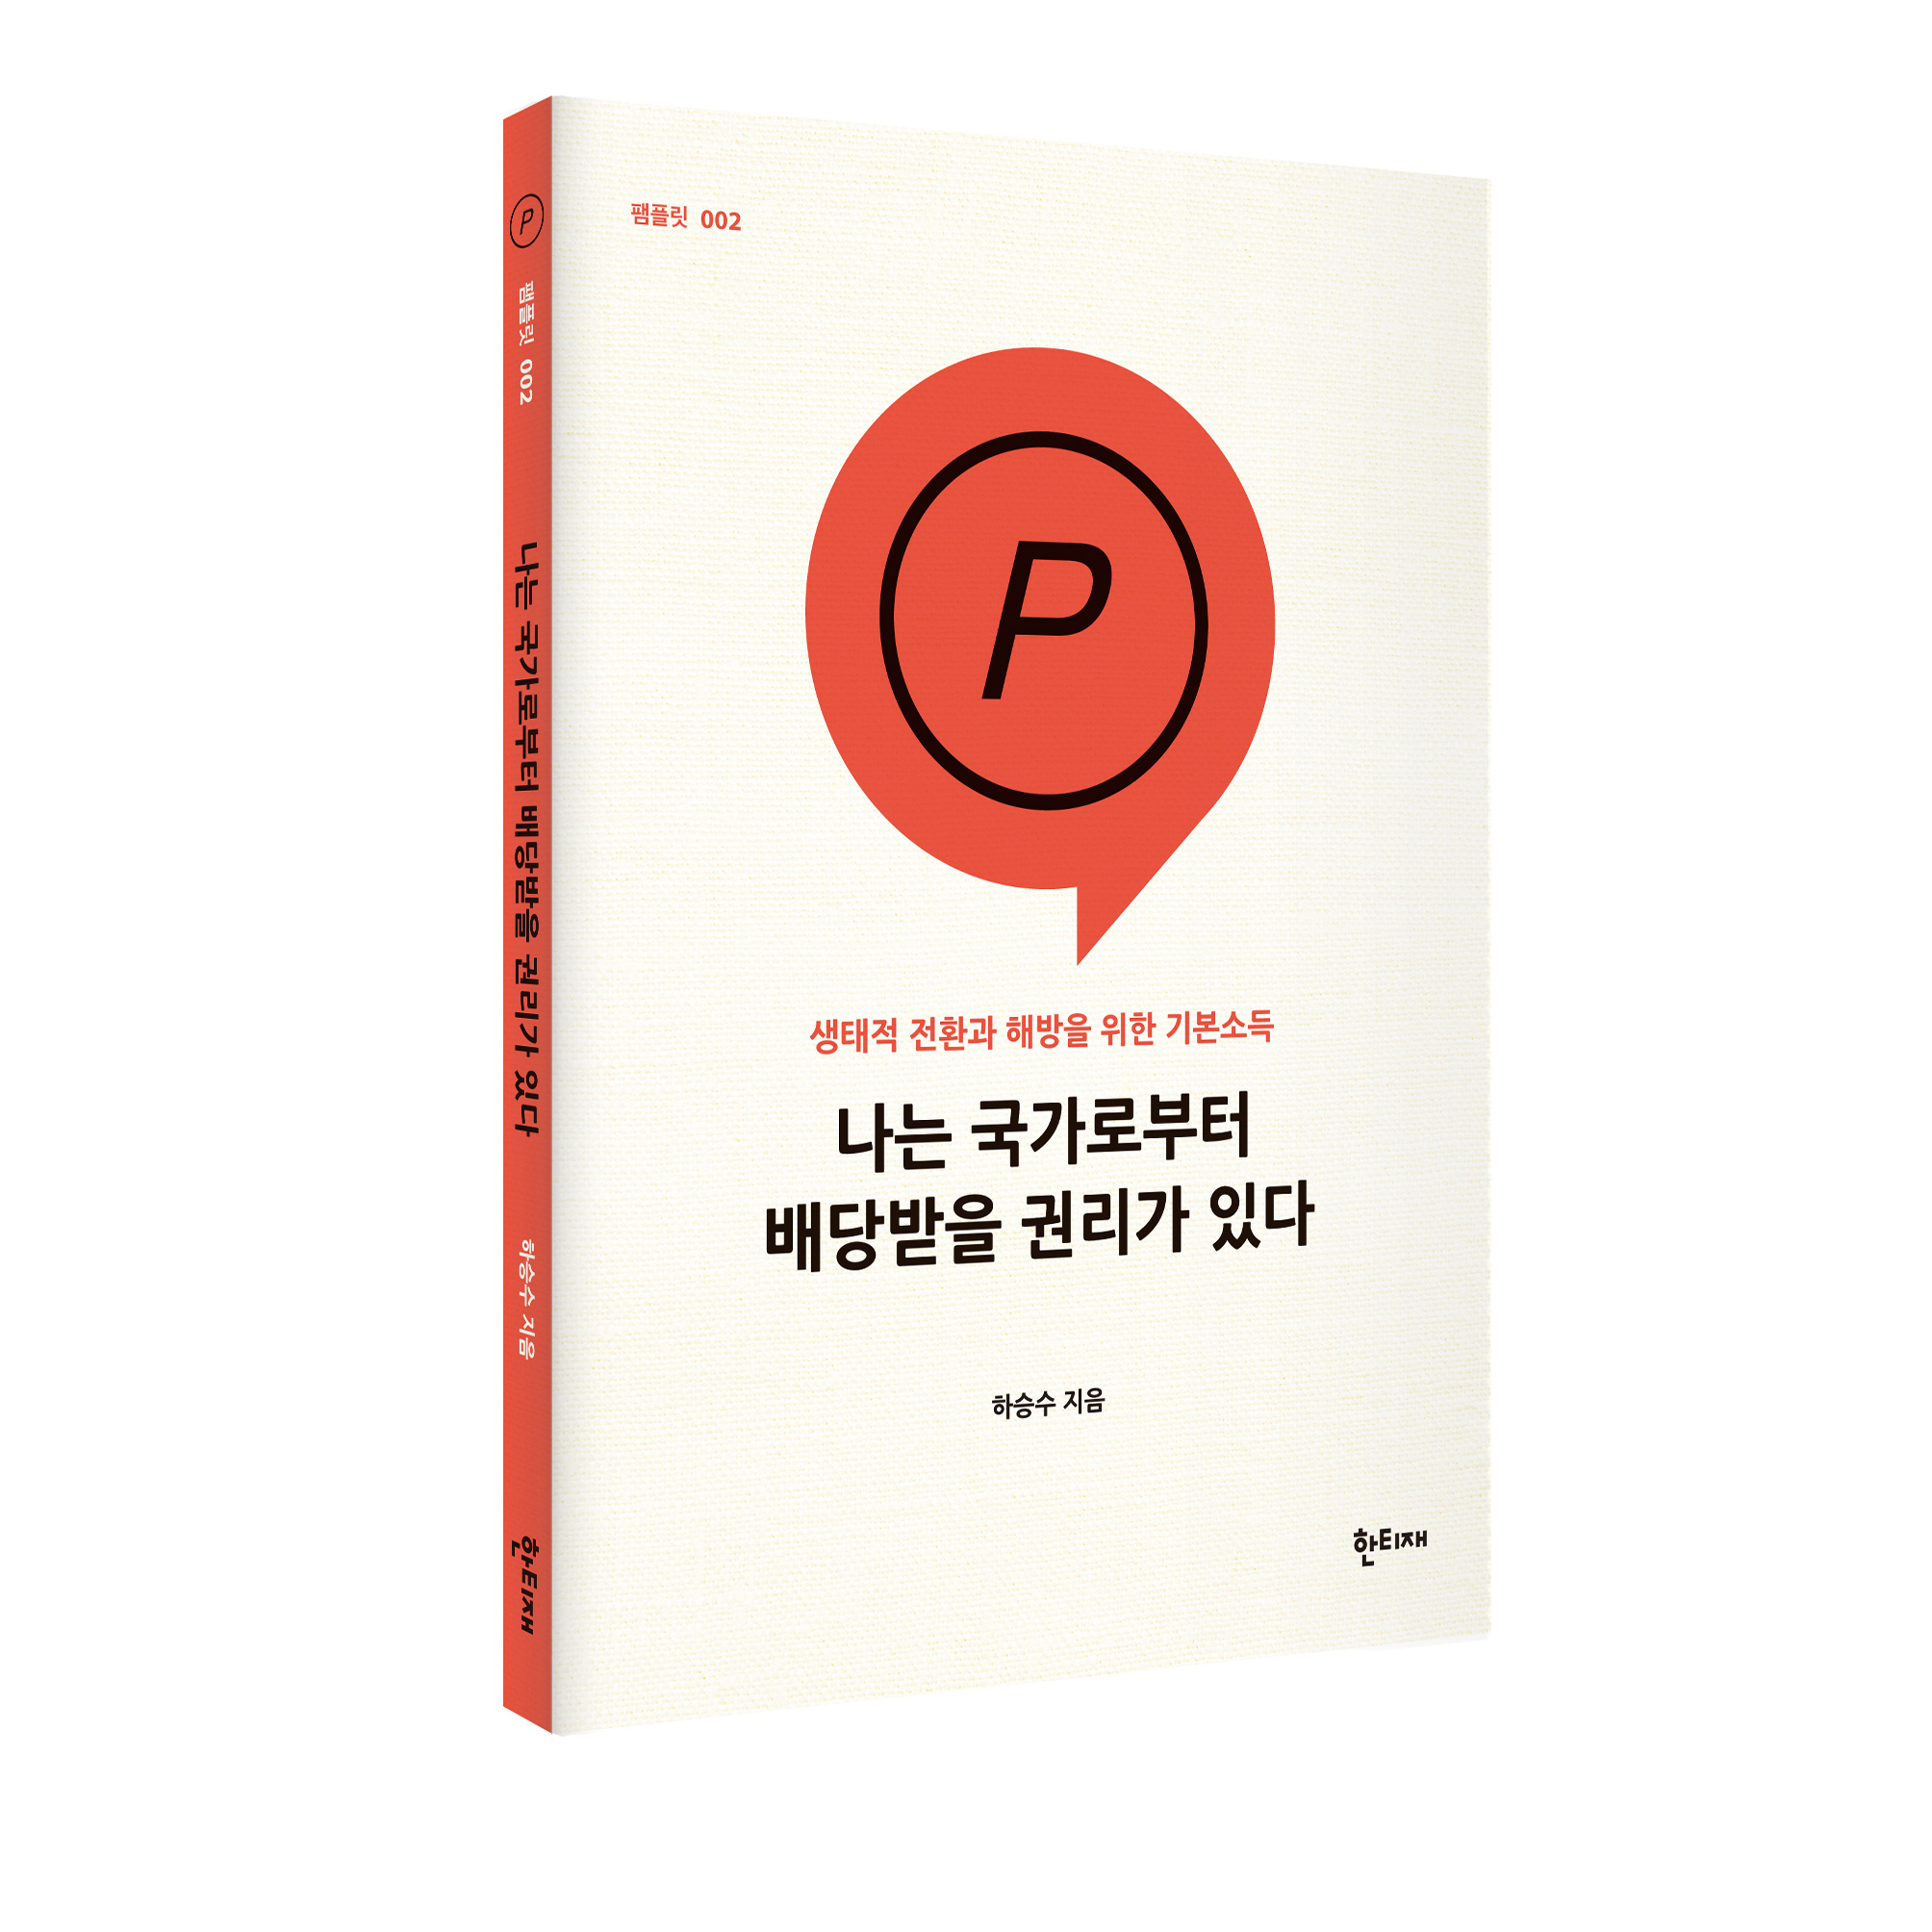 P
팸플릿 002
나는 국가로부터 배당받을 권리가 있다
하승수 지음
한티재
팸플릿 002
P
생태적 전환과 해방을 위한 기본소득
나는 국가로부터
배당받을 권리가 있다
하승수 지음
한티재